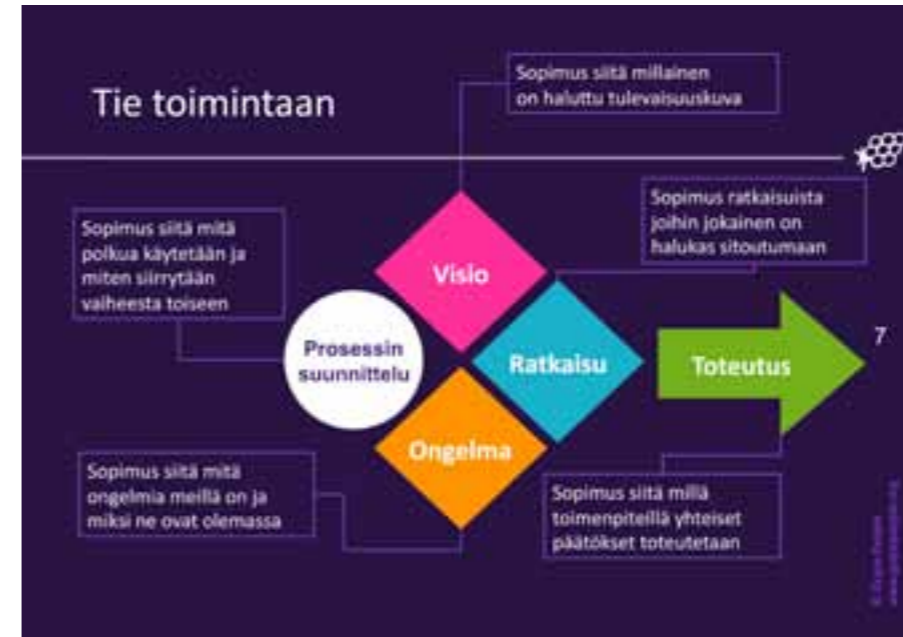 Tie toimintaan
Sopimus siitä millainen
on haluttu tulevaisuuskuva
Sopimus siitä mitä
polkua käytetään ja
miten siirrytään
vaiheesta toiseen
Sopimus ratkaisuista
joihin jokainen on
halukas sitoutumaan
Visio
Prosessin
suunnittelu
Ratkaisu
Toteutus
7
Ongelma
Sopimus siitä mitä
ongelmia meillä on ja
miksi ne ovat olemassa
Sopimus siitä millä
toimenpiteillä yhteiset
päätökset toteutetaan